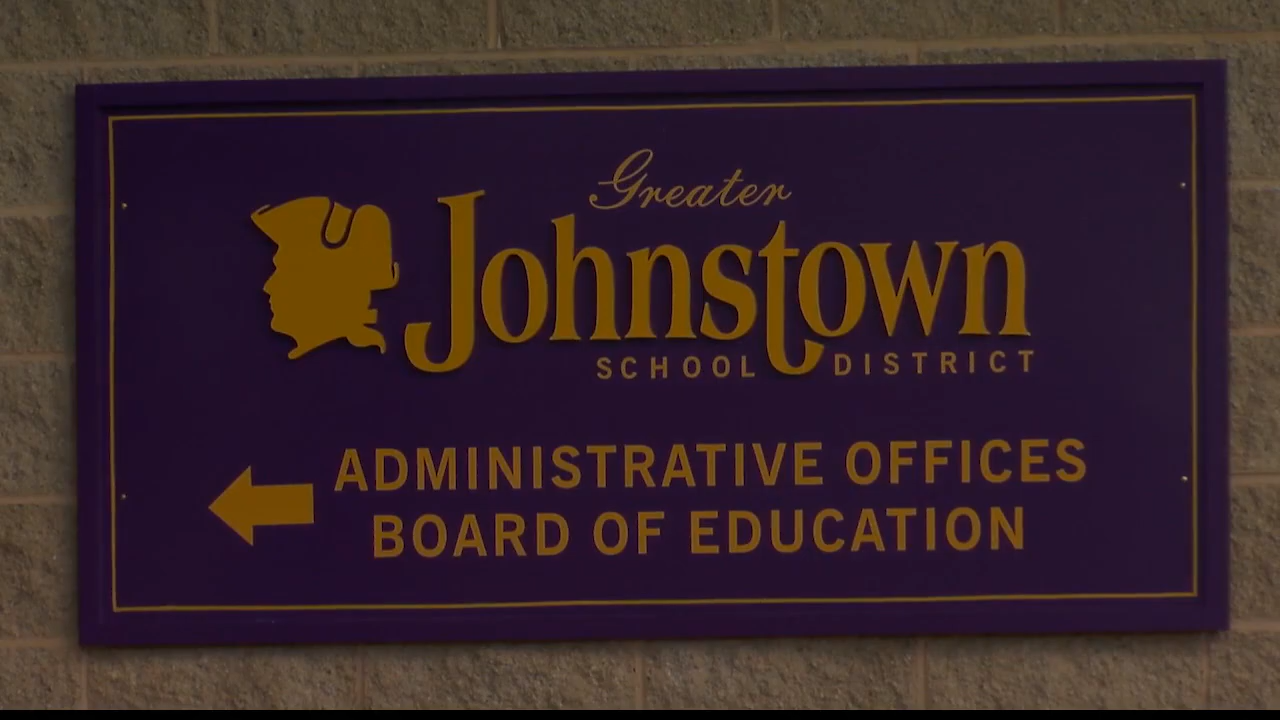 Greater
Johnstown
SCHOOL DISTRICT
ADMINISTRATIVE OFFICES
BOARD OF EDUCATION